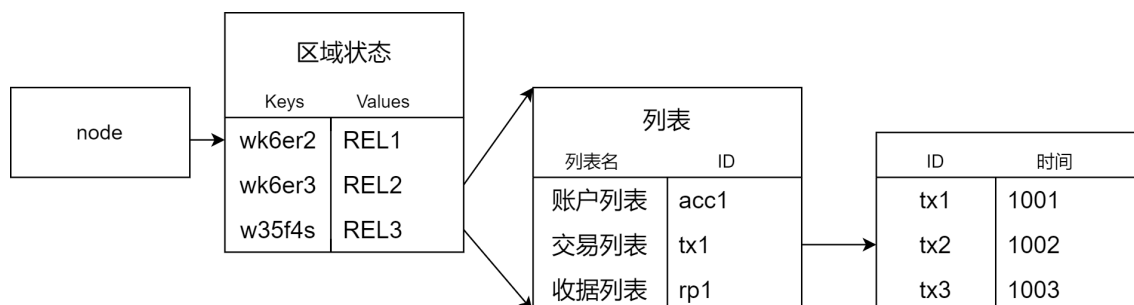 node
区域状态
Keys Values
wk6er2 REL1
wk6er3 REL2
w35f4s REL3
列表
列表名 ID
账户列表 acc1
交易列表 tx1
收据列表 rp1
ID 时间
tx1 1001
tx2 1002
tx3 1003